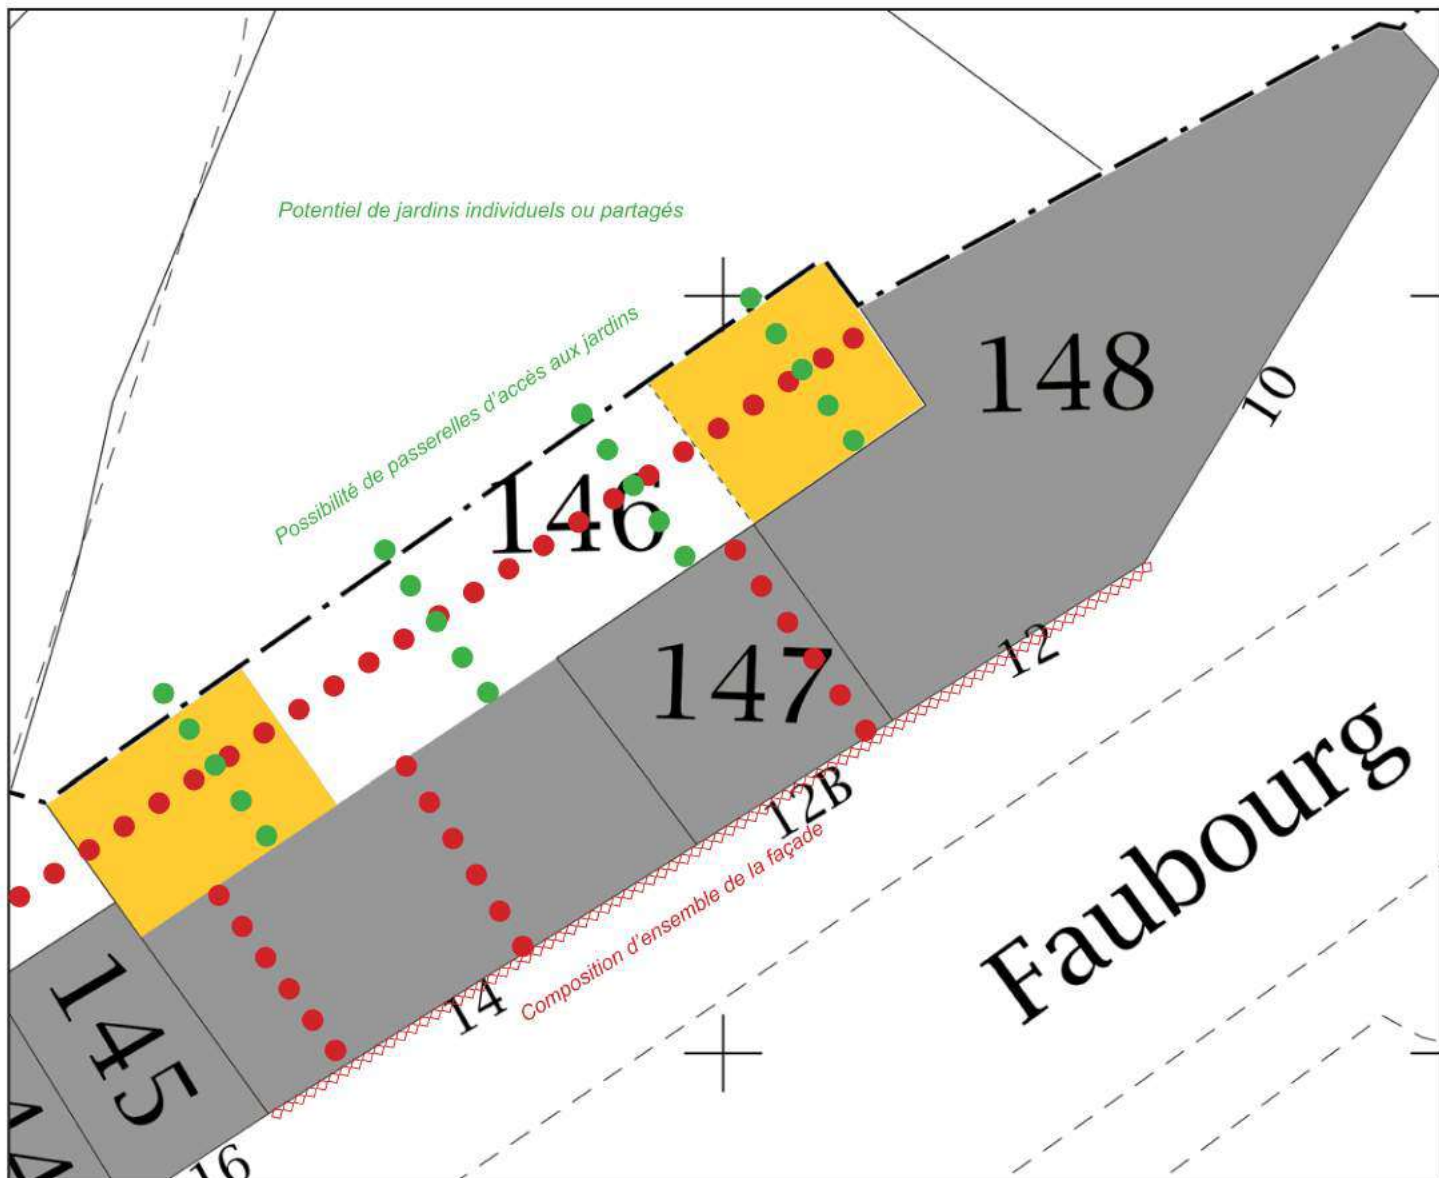 Potentiel de jardins individuels ou partagés
Possibilité de passerelles d'accès aux jardins
148
10
146
147
12
12B
Composition d'ensemble de la façade
Faubourg
14
145
16